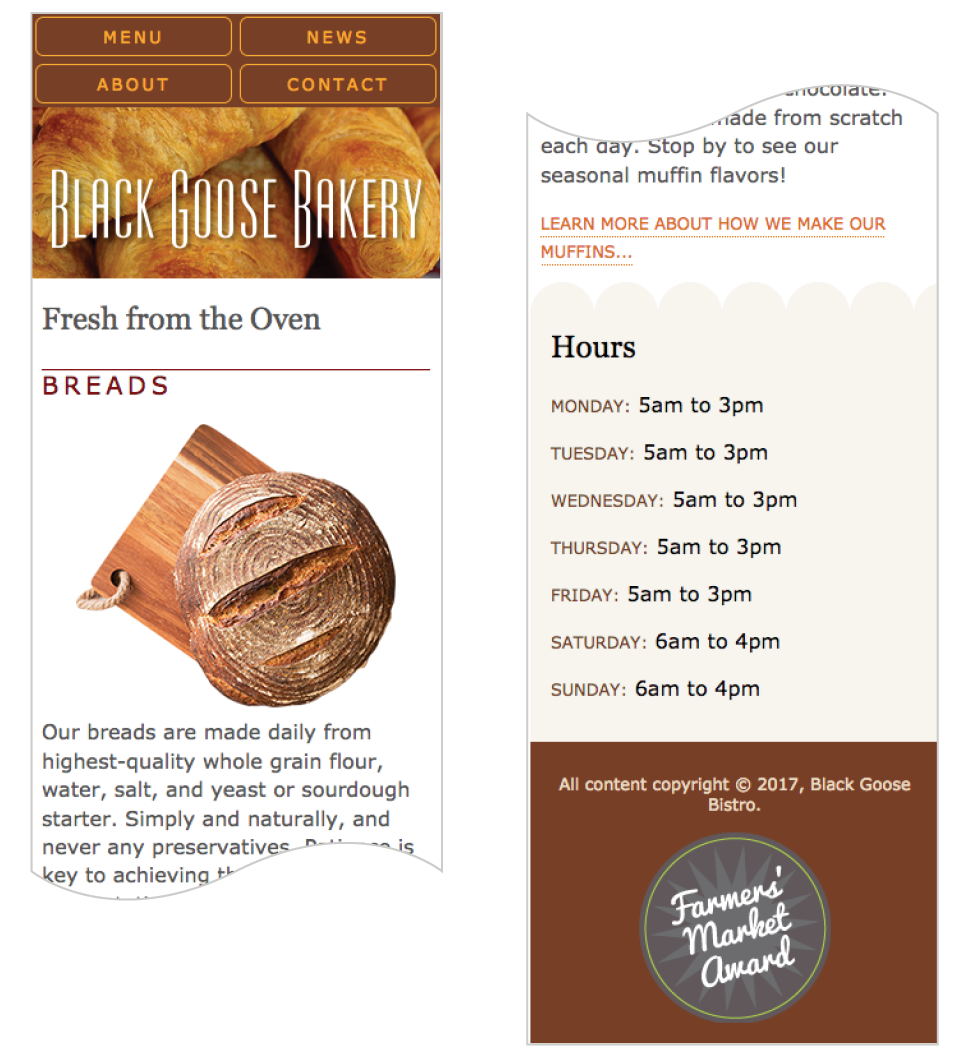 MENU
NEWS
ABOUT
CONTACT
BLACK GOOSE BAKERY
Fresh from the Oven
BREADS
Our breads are made daily from
highest-quality whole grain flour,
water, salt, and yeast or sourdough
starter. Simply and naturally, and
never any preservatives. Patience is
key to achieving
chocolate.
made from scratch
each day. Stop by to see our
seasonal muffin flavors!
LEARN MORE ABOUT HOW WE MAKE OUR
MUFFINS...
Hours
MONDAY: 5am to 3pm
TUESDAY: 5am to 3pm
WEDNESDAY: 5am to 3pm
THURSDAY: 5am to 3pm
FRIDAY: 5am to 3pm
SATURDAY: 6am to 4pm
SUNDAY: 6am to 4pm
All content copyright © 2017, Black Goose
Bistro.
Farmers'
Market
Award